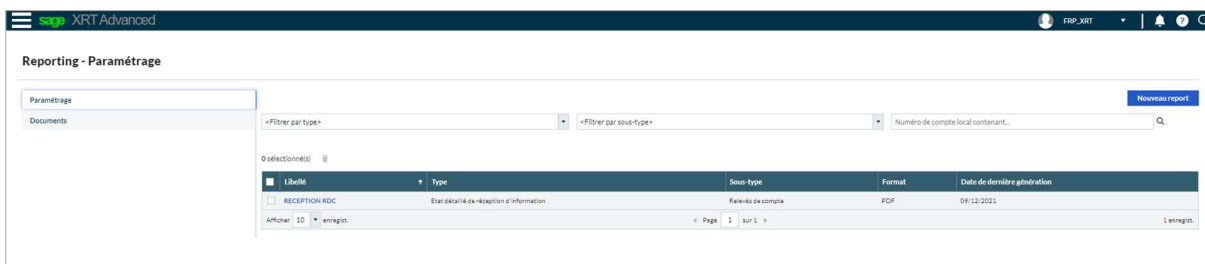 sage XRT Advanced
FRP_XRT
Reporting - Paramétrage
Paramétrage
Nouveau report
Documents
<Filtrer par type>
<Filtrer par sous-type>
Numéro de compte local contenant...
0 sélectionné(s)
Libellé
Type
Sous-type
Format
Date de dernière génération
RECEPTION RDC
Etat détaillé de réception d'information
Relevés de compte
PDF
09/12/2021
Afficher 10 enregist.
Page 1 sur 1
1 enregist.